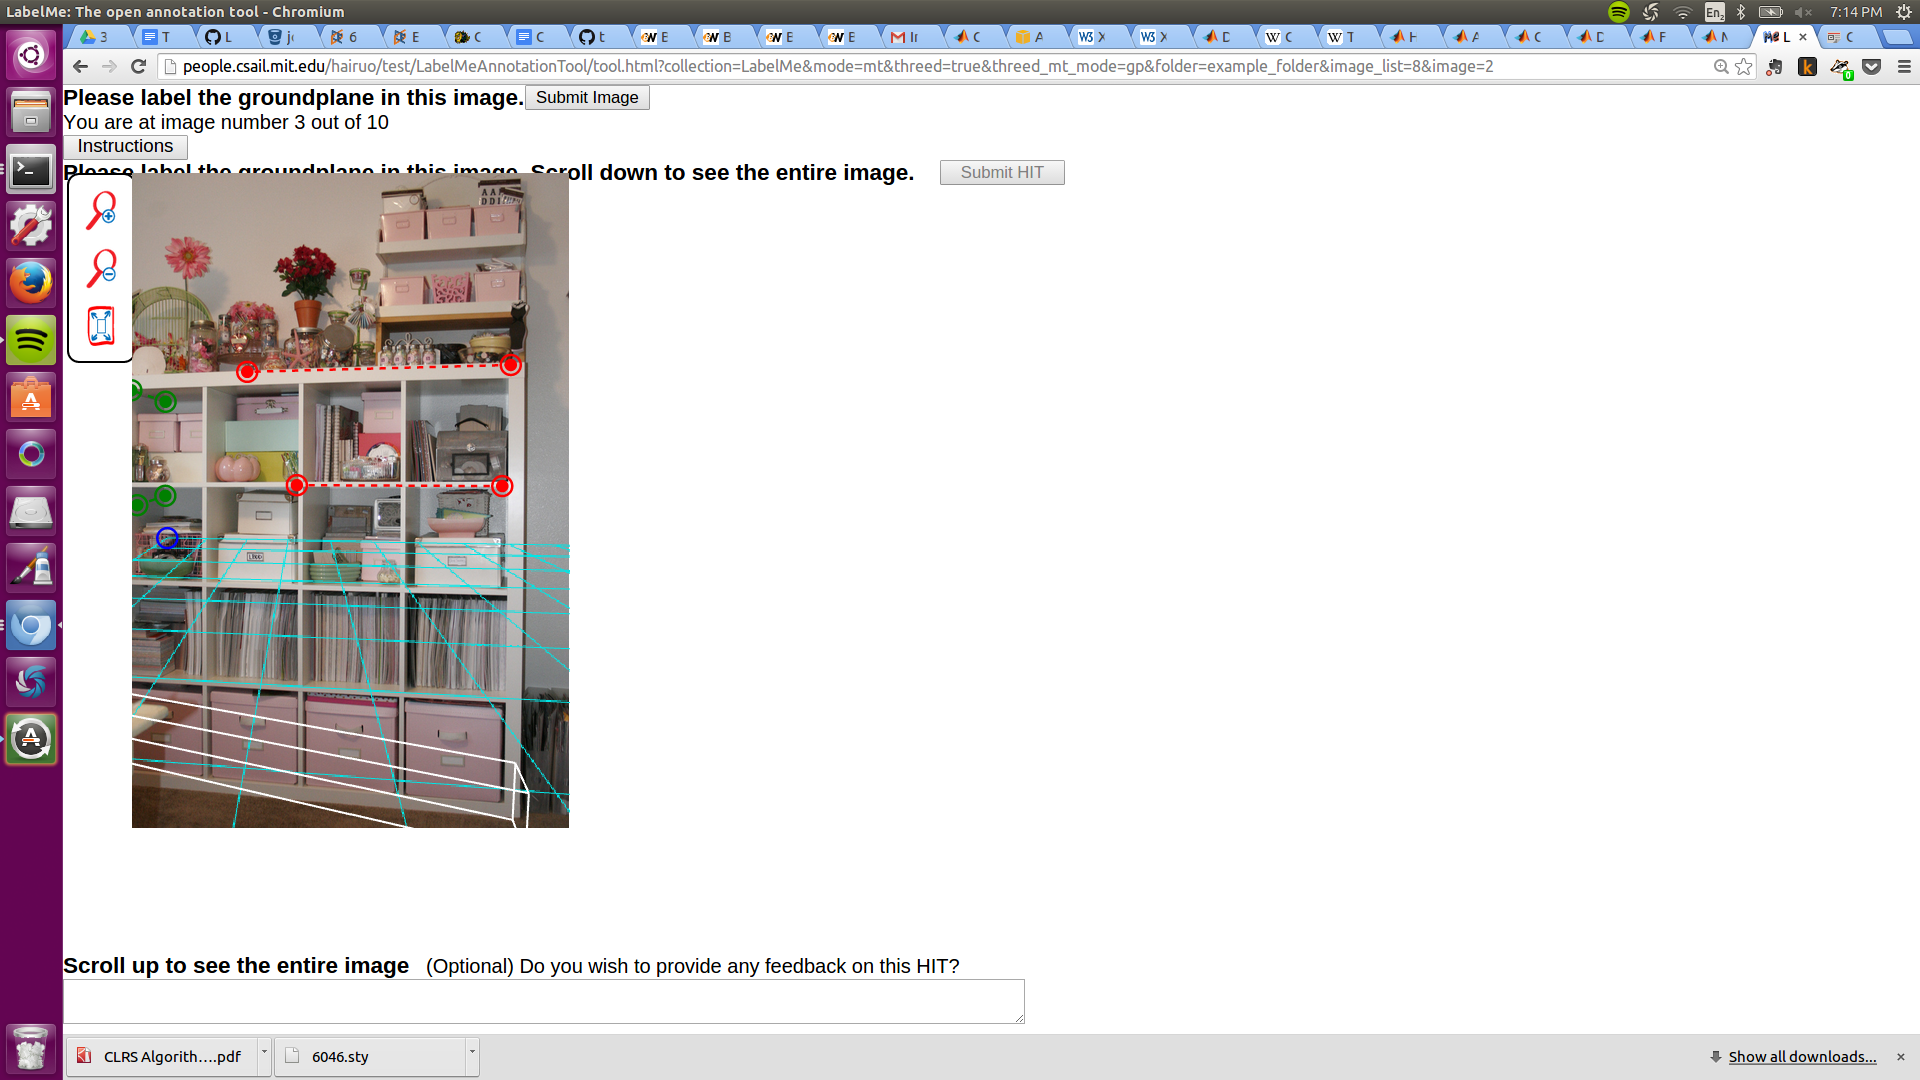 LabelMe: The open annotation tool - Chromium
En2
7:14 PM
3
T
L
j
6
E
C
C
t
E
B
E
E
Ir
C
A
X
X
D
C
T
H
A
C
D
F
M
L ×
C
people.csail.mit.edu/hairuo/test/LabelMeAnnotationTool/tool.html?collection=LabelMe&mode=mt&threed=true&threed_mt_mode=gp&folder=example_folder&image_list=8&image=2
0
Please label the groundplane in this image. Submit Image
You are at image number 3 out of 10
Instructions
Please label the groundplane in this image. Scroll down to see the entire image. Submit HIT
Scroll up to see the entire image (Optional) Do you wish to provide any feedback on this HIT?
CLRS Algorith....pdf
6046.sty
Show all downloads...
×